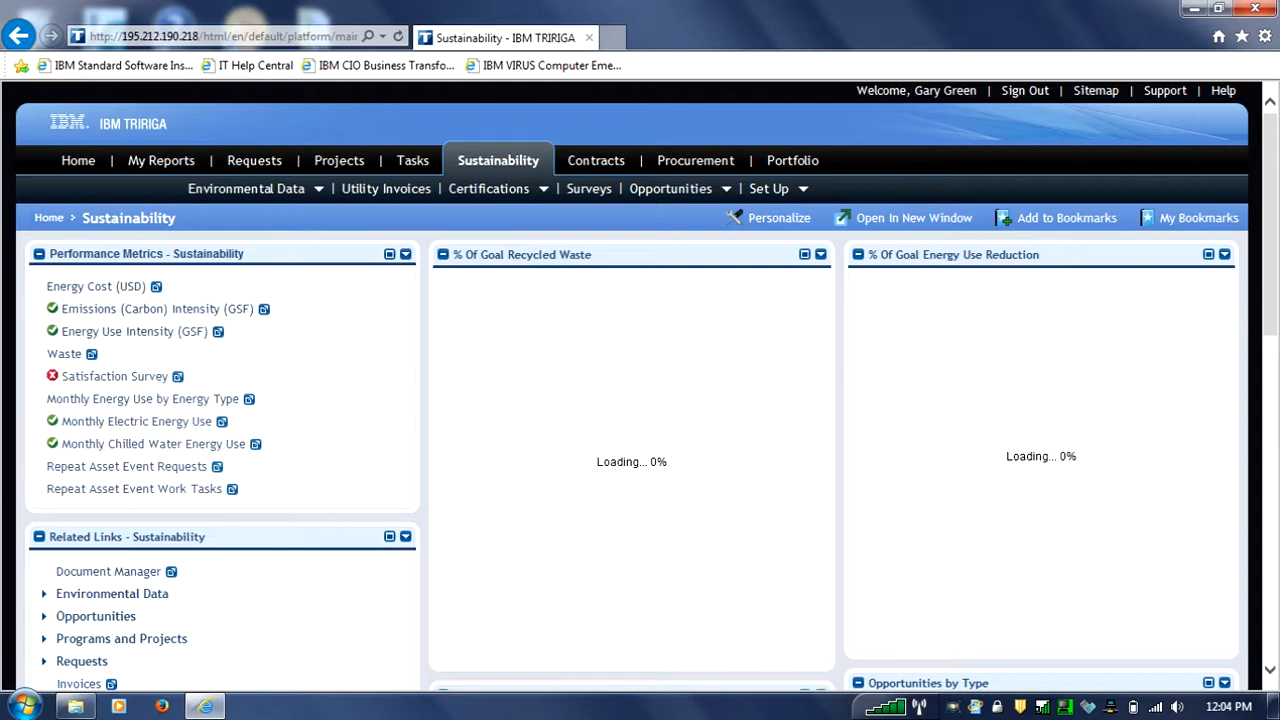 http://195.212.190.218/html/en/default/platform/mair
Sustainability - IBM TRIRIGA
IBM Standard Software Ins...
IT Help Central
IBM CIO Business Transfo...
IBM VIRUS Computer Eme...
Welcome, Gary Green | Sign Out | Sitemap | Support | Help
IBM. IBM TRIRIGA
Home | My Reports | Requests | Projects | Tasks Sustainability Contracts | Procurement | Portfolio
Environmental Data | Utility Invoices | Certifications | Surveys | Opportunities | Set Up
Home > Sustainability
Personalize
Open In New Window
Add to Bookmarks
My Bookmarks
Performance Metrics - Sustainability
Energy Cost (USD)
Emissions (Carbon) Intensity (GSF)
Energy Use Intensity (GSF)
Waste
Satisfaction Survey
Monthly Energy Use by Energy Type
Monthly Electric Energy Use
Monthly Chilled Water Energy Use
Repeat Asset Event Requests
Repeat Asset Event Work Tasks
Related Links - Sustainability
Document Manager
Environmental Data
Opportunities
Programs and Projects
Requests
Invoices
% Of Goal Recycled Waste
Loading... 0%
% Of Goal Energy Use Reduction
Loading... 0%
Opportunities by Type
12:04 PM